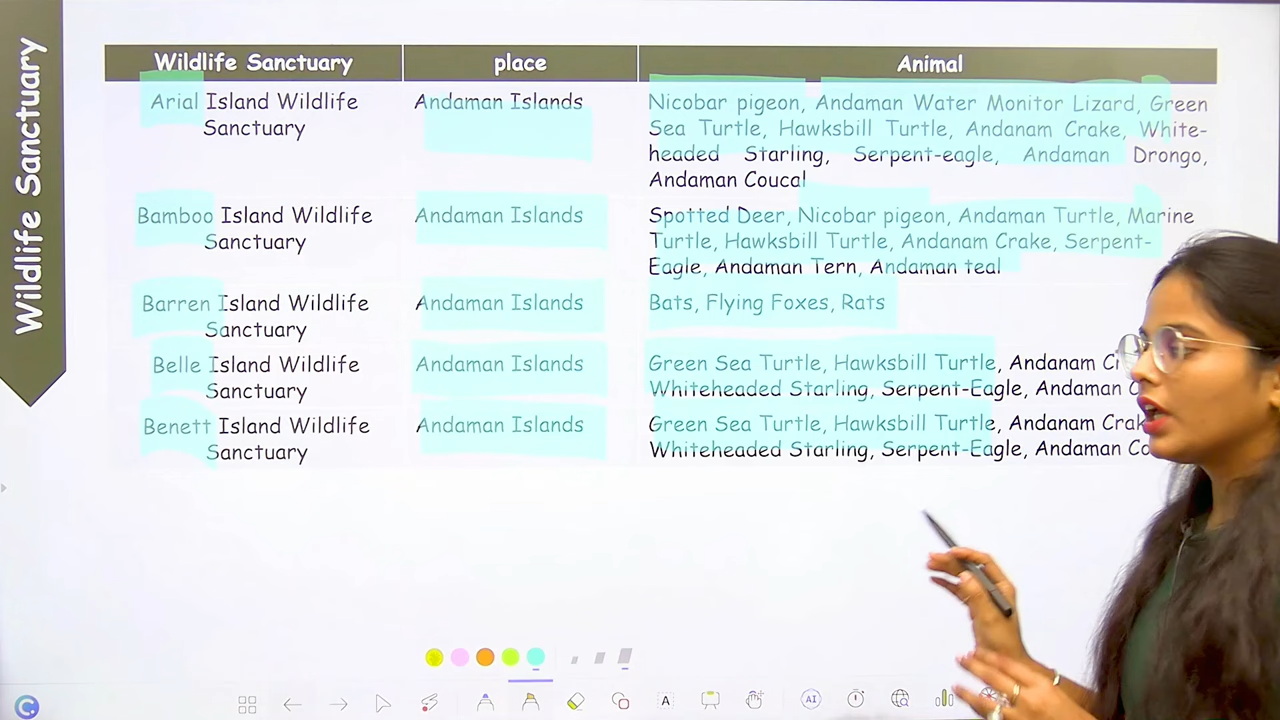 Wildlife Sanctuary
Wildlife Sanctuary place Animal
Arial Island Wildlife Sanctuary
Andaman Islands
Nicobar pigeon, Andaman Water Monitor Lizard, Green
Sea Turtle, Hawksbill Turtle, Andanam Crake, White-
headed Starling, Serpent-eagle, Andaman Drongo,
Andaman Coucal
Bamboo Island Wildlife
Sanctuary
Andaman Islands
Spotted Deer, Nicobar pigeon, Andaman Turtle, Marine
Turtle, Hawksbill Turtle, Andanam Crake, Serpent-
Eagle, Andaman Tern, Andaman teal
Barren Island Wildlife
Sanctuary
Andaman Islands
Bats, Flying Foxes, Rats
Belle Island Wildlife
Sanctuary
Andaman Islands
Green Sea Turtle, Hawksbill Turtle, Andanam
Whiteheaded Starling, Serpent-Eagle, Andaman
Benett Island Wildlife
Sanctuary
Andaman Islands
Green Sea Turtle, Hawksbill Turtle, Andanam
Whiteheaded Starling, Serpent-Eagle, Andaman
A AI